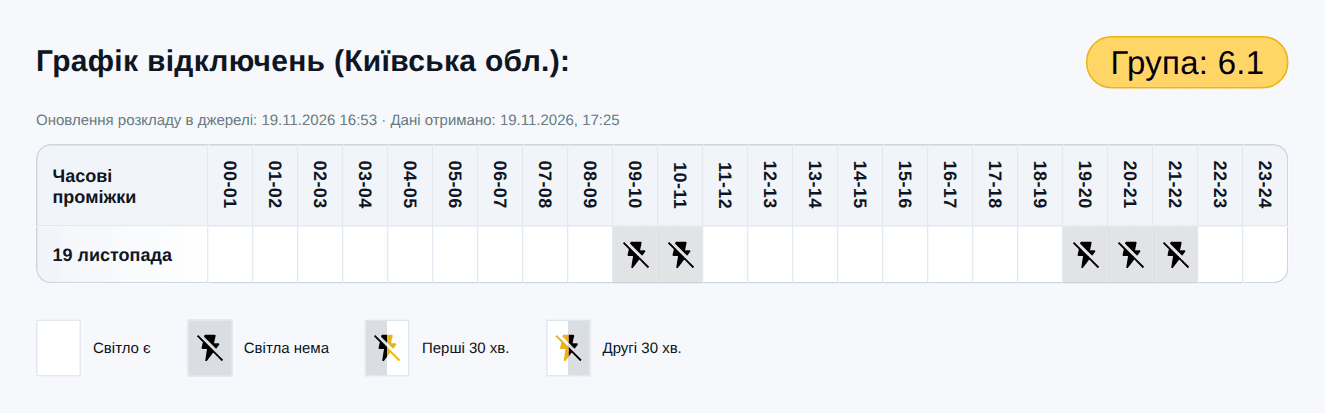 Графік відключень (Київська обл.):
Група: 6.1
Оновлення розкладу в джерелі: 19.11.2026 16:53 · Дані отримано: 19.11.2026, 17:25
Часові
проміжки
00-01
01-02
02-03
03-04
04-05
05-06
06-07
07-08
08-09
09-10
10-11
11-12
12-13
13-14
14-15
15-16
16-17
17-18
18-19
19-20
20-21
21-22
22-23
23-24
19 листопада
Світло є
Світла нема
Перші 30 хв.
Другі 30 хв.